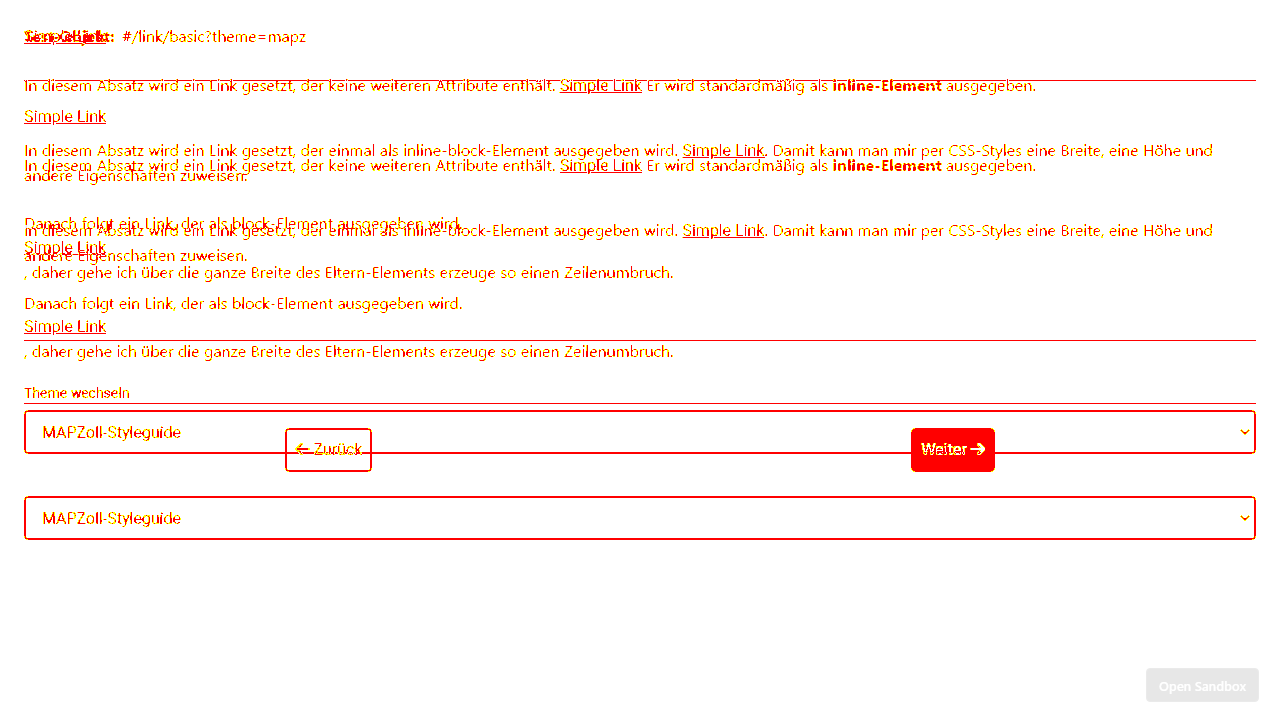 Simple Link
Test-Objekt: #/link/basic?theme=mapz
In diesem Absatz wird ein Link gesetzt, der keine weiteren Attribute enthält. Simple Link Er wird standardmäßig als inline-Element ausgegeben.
Simple Link
In diesem Absatz wird ein Link gesetzt, der einmal als inline-block-Element ausgegeben wird. Simple Link. Damit kann man mir per CSS-Styles eine Breite, eine Höhe und
In diesem Absatz wird ein Link gesetzt, der keine weiteren Attribute enthält. Simple Link Er wird standardmäßig als inline-Element ausgegeben.
andere Eigenschaften zuweisen.
Danach folgt ein Link, der als block-Element ausgegeben wird.
In diesem Absatz wird ein Link gesetzt, der einmal als inline-block-Element ausgegeben wird. Simple Link. Damit kann man mir per CSS-Styles eine Breite, eine Höhe und
Simple Link
andere Eigenschaften zuweisen.
, daher gehe ich über die ganze Breite des Eltern-Elements erzeuge so einen Zeilenumbruch.
Danach folgt ein Link, der als block-Element ausgegeben wird.
Simple Link
, daher gehe ich über die ganze Breite des Eltern-Elements erzeuge so einen Zeilenumbruch.
Theme wechseln
MAPZoll-Styleguide
← Zurück
Weiter →
MAPZoll-Styleguide
Open Sandbox